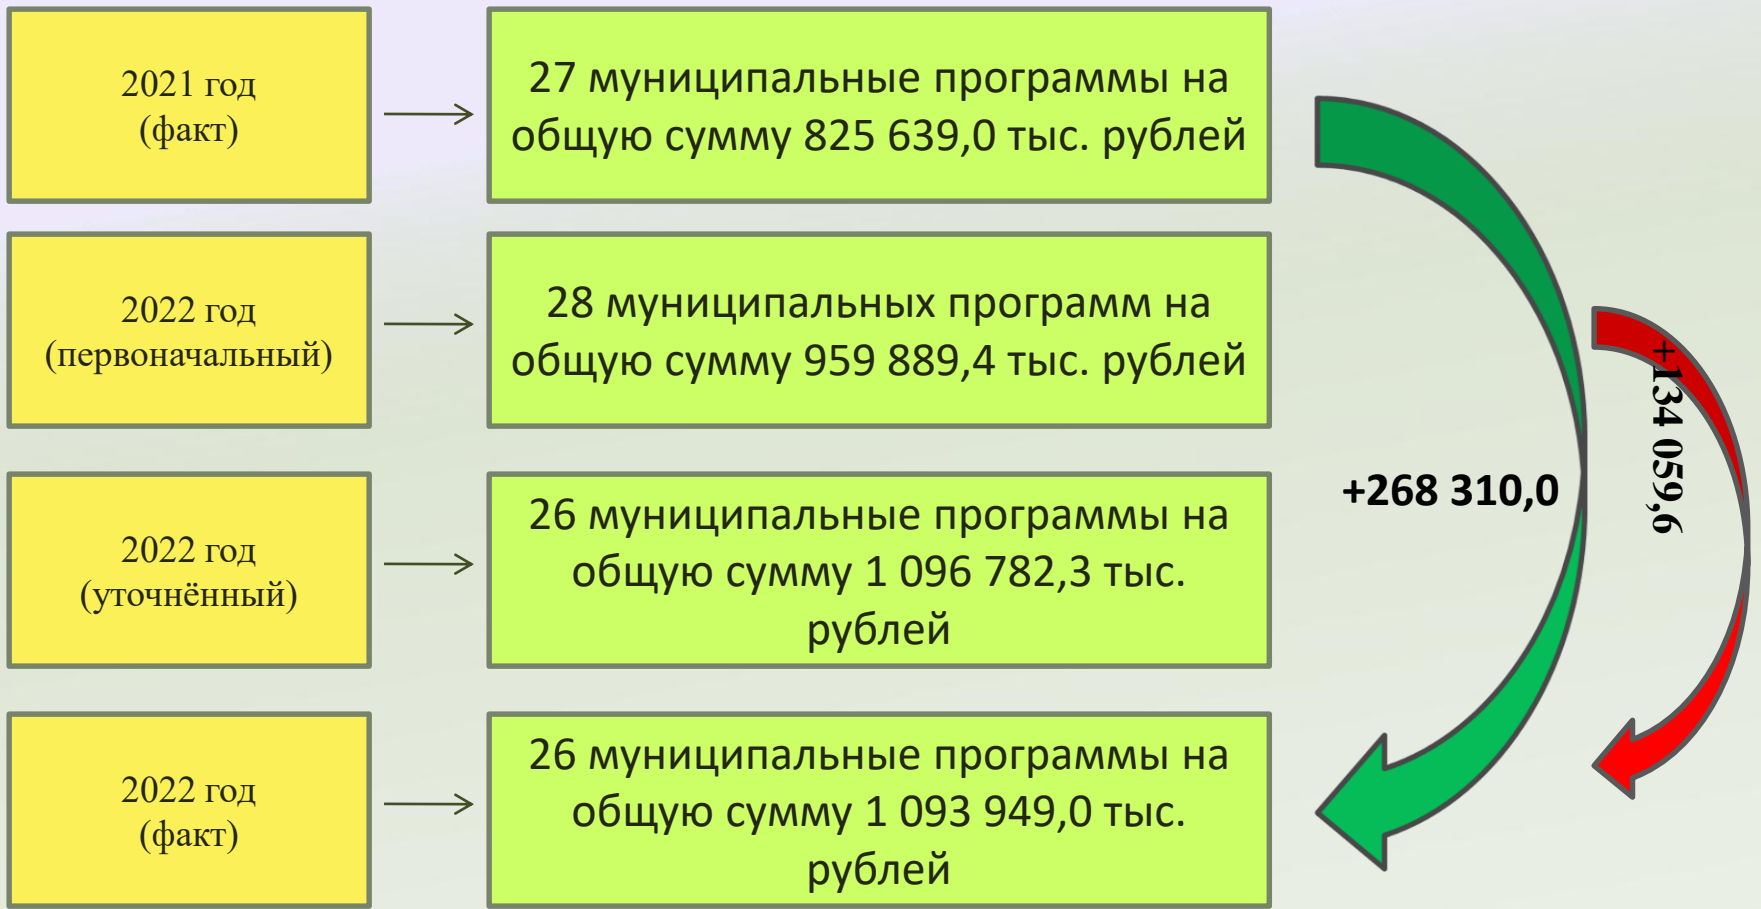 2021 год
(факт)
27 муниципальные программы на
общую сумму 825 639,0 тыс. рублей
2022 год
(первоначальный)
28 муниципальных программ на
общую сумму 959 889,4 тыс. рублей
2022 год
(уточнённый)
26 муниципальные программы на
общую сумму 1 096 782,3 тыс.
рублей
2022 год
(факт)
26 муниципальные программы на
общую сумму 1 093 949,0 тыс.
рублей
+268 310,0
+134 059,6